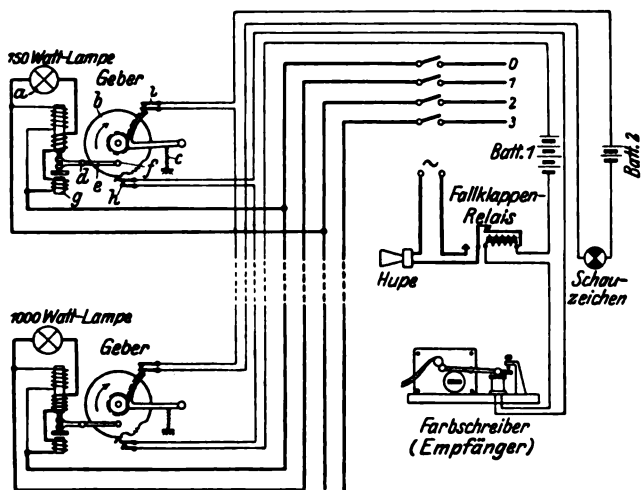 150 Watt-Lampe
Geber
a
b
i
c
d
e
f
g
h
0
1
2
3
Batt. 1
Batt. 2
~
Fallklappen-
Relais
Hupe
Schau-
zeichen
1000 Watt-Lampe
Geber
Farbschreiber
(Empfänger)